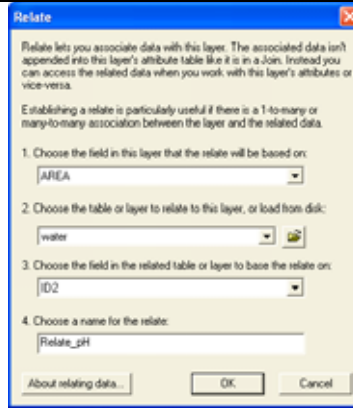 Relate
Relate lets you associate data with this layer. The associated data isn't
appended into this layer's attribute table like it is in a Join. Instead you
can access the related data when you work with this layer's attributes or
vice-versa.
Establishing a relate is particularly useful if there is a 1-to-many or
many-to-many association between the layer and the related data.
1. Choose the field in this layer that the relate will be based on:
AREA
2. Choose the table or layer to relate to this layer, or load from disk:
water
3. Choose the field in the related table or layer to base the relate on:
ID2
4. Choose a name for the relate:
Relate_pH
About relating data... OK Cancel